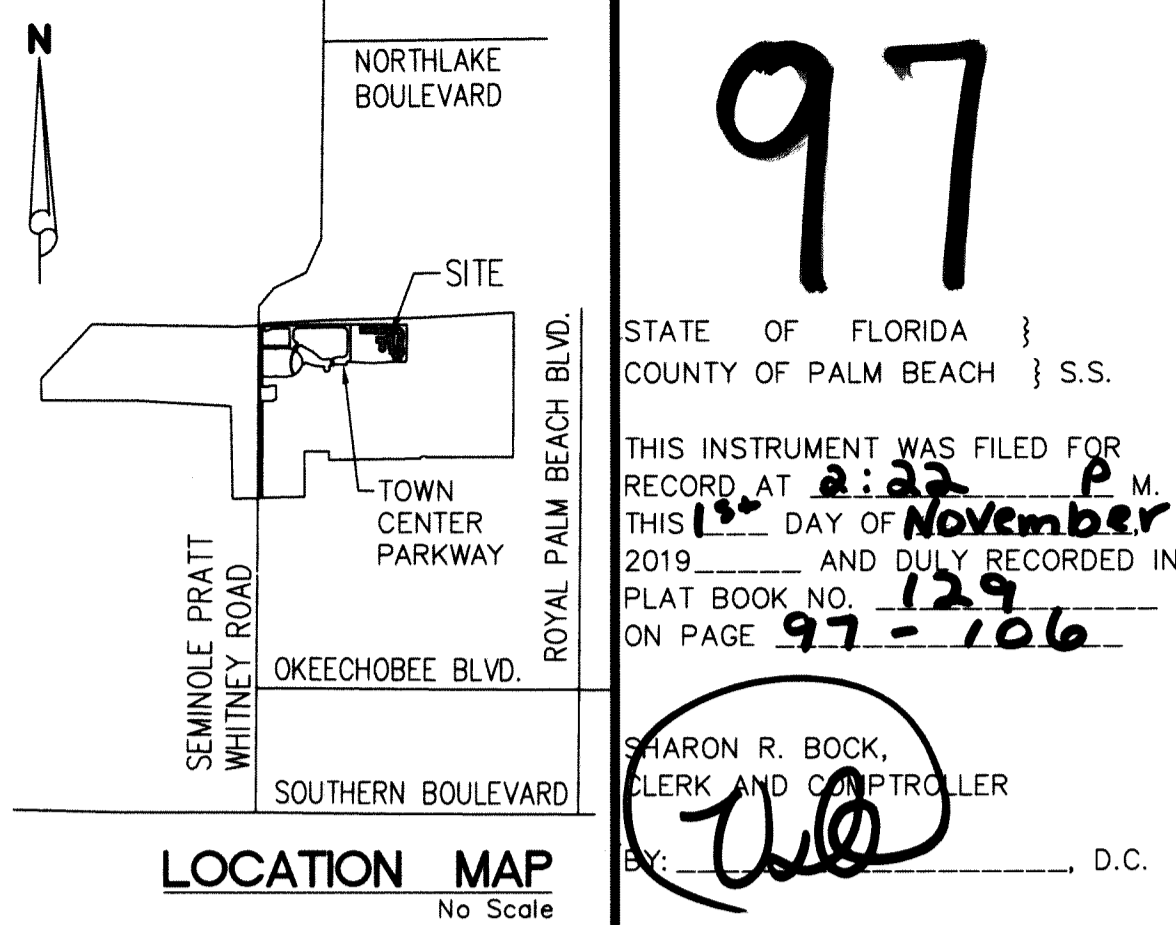 N
NORTHLAKE
BOULEVARD
SITE
TOWN
CENTER
PARKWAY
ROYAL PALM BEACH BLVD.
SEMINOLE PRATT
WHITNEY ROAD
OKEECHOBEE BLVD.
SOUTHERN BOULEVARD
LOCATION MAP
No Scale
97
STATE OF FLORIDA }
COUNTY OF PALM BEACH } S.S.
THIS INSTRUMENT WAS FILED FOR
RECORD AT 2:22 P M.
THIS 1st DAY OF November,
2019______ AND DULY RECORDED IN
PLAT BOOK NO. 129
ON PAGE 97 - 106
SHARON R. BOCK,
CLERK AND COMPTROLLER
BY: ____________, D.C.